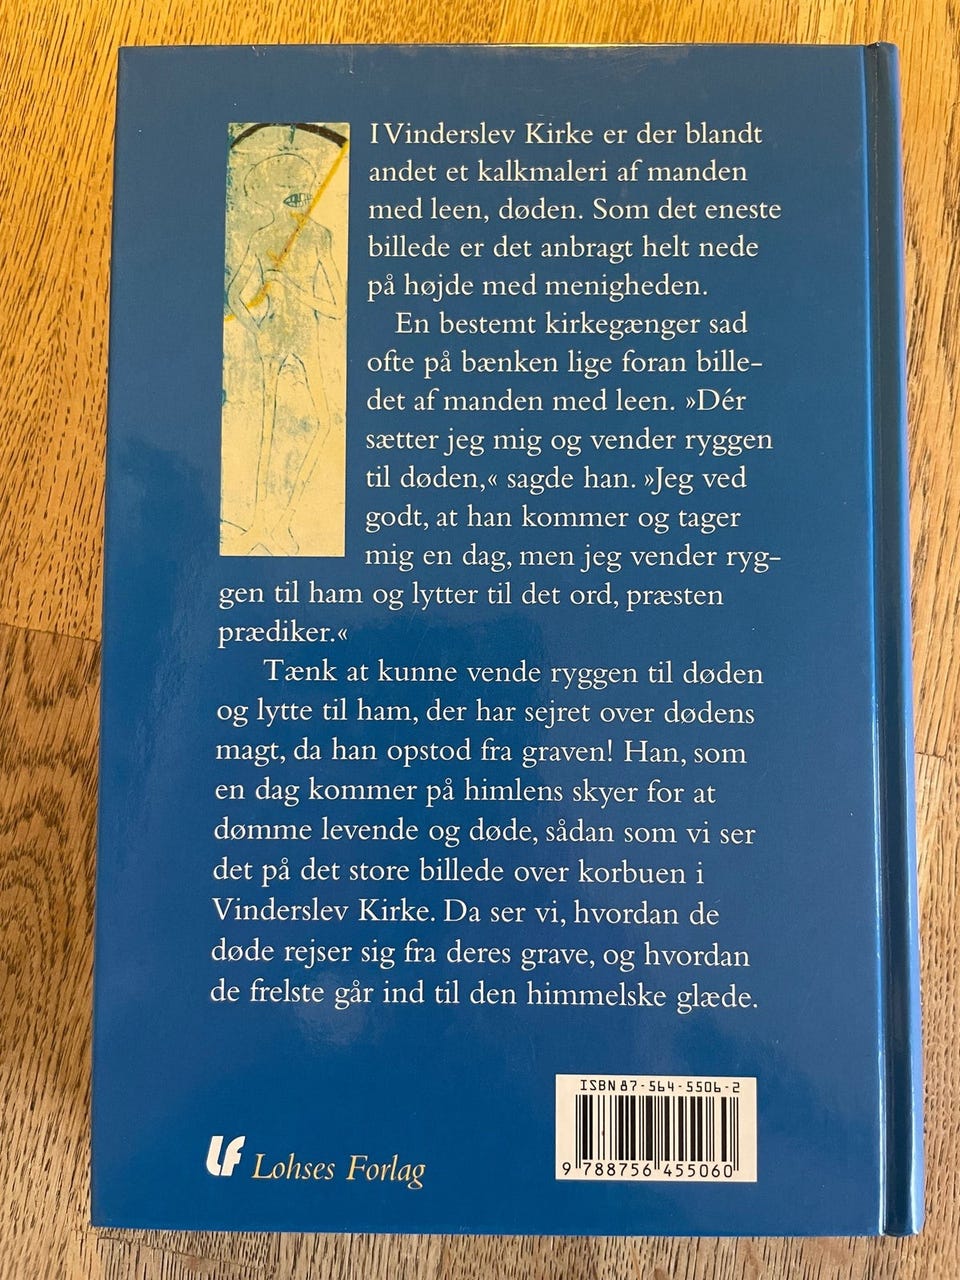 I Vinderslev Kirke er der blandt
andet et kalkmaleri af manden
med leen, døden. Som det eneste
billede er det anbragt helt nede
på højde med menigheden.
En bestemt kirkegænger sad
ofte på bænken lige foran bille-
det af manden med leen. »Dér
sætter jeg mig og vender ryggen
til døden,« sagde han. »Jeg ved
godt, at han kommer og tager
mig en dag, men jeg vender ryg-
gen til ham og lytter til det ord, præsten
prædiker.«
Tænk at kunne vende ryggen til døden
og lytte til ham, der har sejret over dødens
magt, da han opstod fra graven! Han, som
en dag kommer på himlens skyer for at
dømme levende og døde, sådan som vi ser
det på det store billede over korbuen i
Vinderslev Kirke. Da ser vi, hvordan de
døde rejser sig fra deres grave, og hvordan
de frelste går ind til den himmelske glæde.
ISBN 87-564-5506-2
9 788756 455060
LF Lohses Forlag